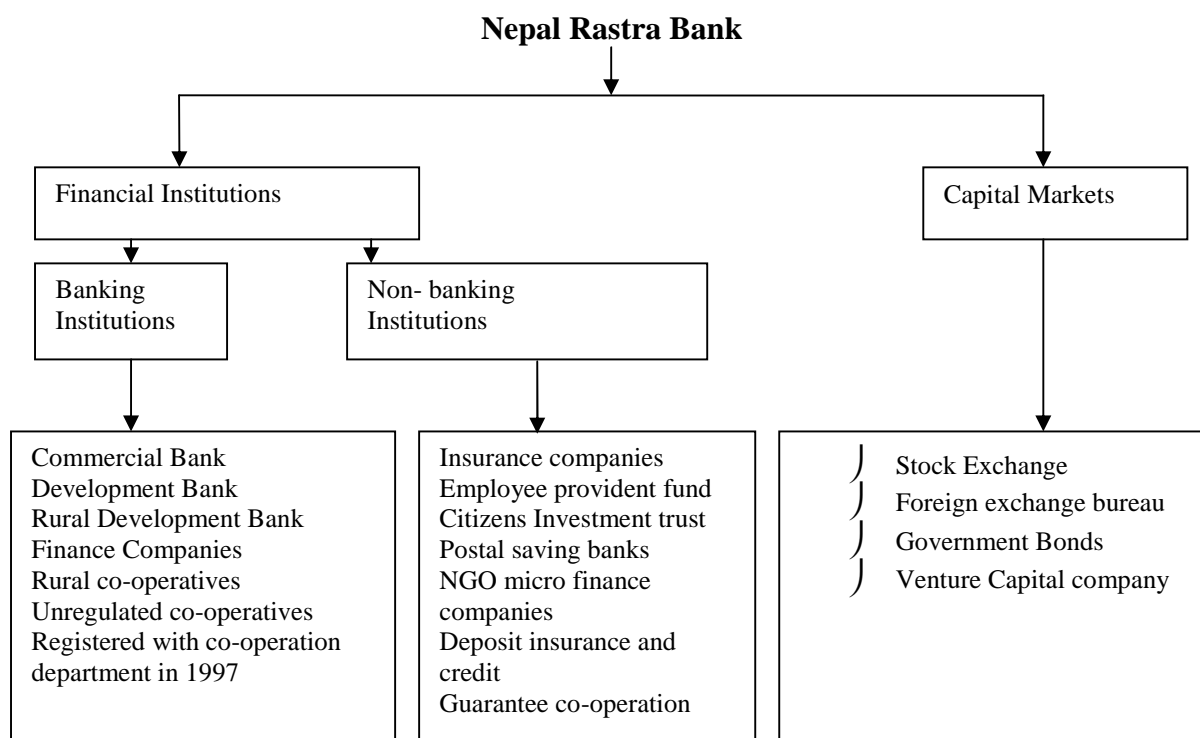 Nepal Rastra Bank
Financial Institutions
Capital Markets
Banking
Institutions
Non- banking
Institutions
Commercial Bank
Development Bank
Rural Development Bank
Finance Companies
Rural co-operatives
Unregulated co-operatives
Registered with co-operation
department in 1997
Insurance companies
Employee provident fund
Citizens Investment trust
Postal saving banks
NGO micro finance
companies
Deposit insurance and
credit
Guarantee co-operation
Stock Exchange
Foreign exchange bureau
Government Bonds
Venture Capital company